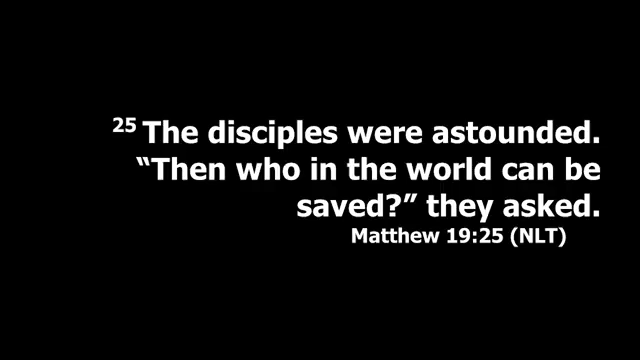 25 The disciples were astounded.
“Then who in the world can be
saved?” they asked.
Matthew 19:25 (NLT)